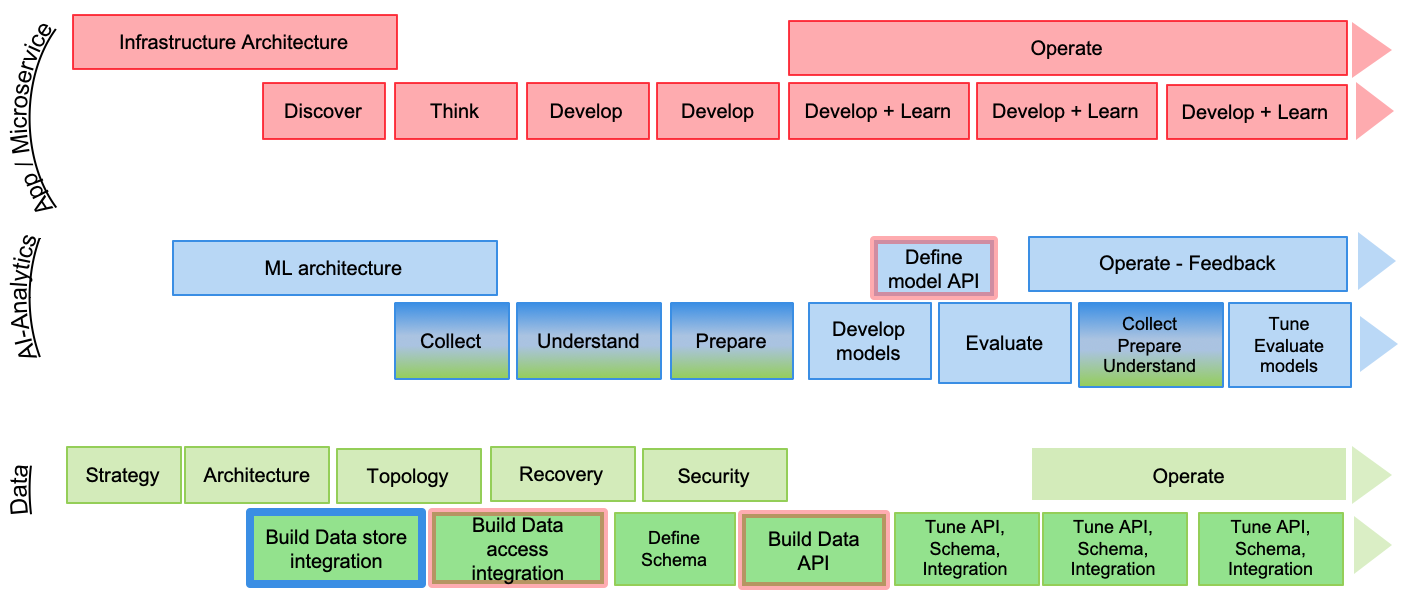 App / Microservice
Infrastructure Architecture
Operate
Discover
Think
Develop
Develop
Develop + Learn
Develop + Learn
Develop + Learn
AI-Analytics
ML architecture
Define
model API
Operate - Feedback
Collect
Understand
Prepare
Develop
models
Evaluate
Collect
Prepare
Understand
Tune
Evaluate
models
Data
Strategy
Architecture
Topology
Recovery
Security
Operate
Build Data store
integration
Build Data
access
integration
Define
Schema
Build Data
API
Tune API,
Schema,
Integration
Tune API,
Schema,
Integration
Tune API,
Schema,
Integration